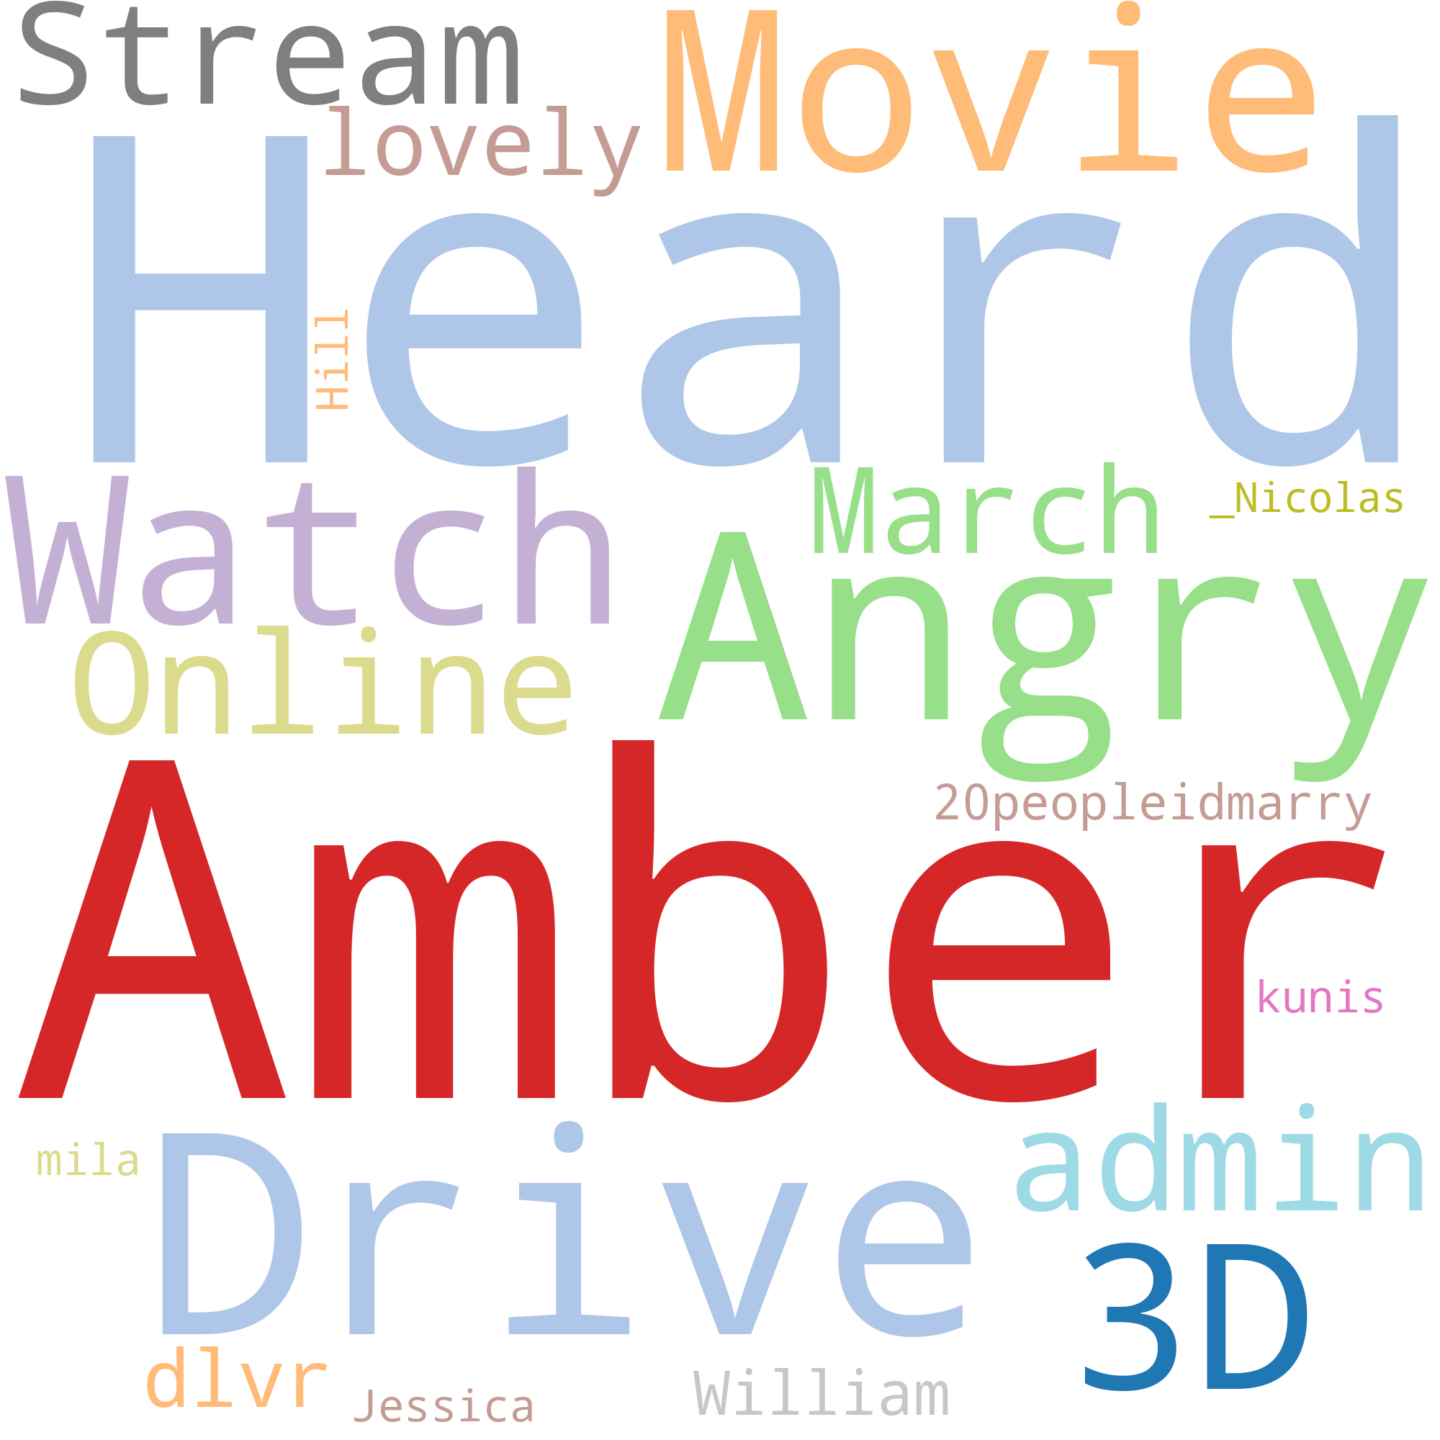 Stream
Movie
lovely
Heard
Hill
Watch
March
_Nicolas
Angry
Online
Amber
20peopleidmarry
kunis
mila
Drive
admin
3D
dlvr
Jessica
William